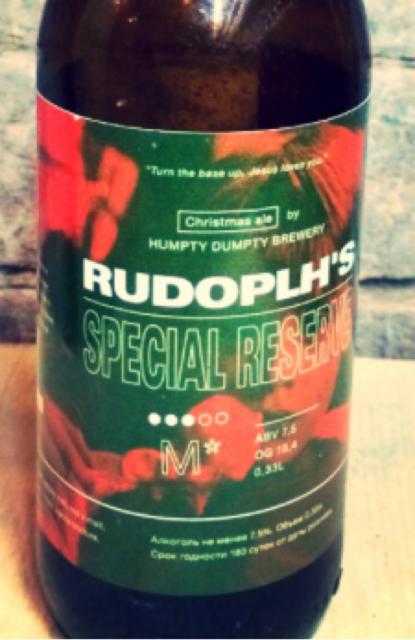 "Turn the base up, Jesus loves you."
Christmas ale by
HUMPTY DUMPTY BREWERY
RUDOPLH'S
SPECIAL RESERVE
M*
ABV 7,5
OG 15,4
0,33L
Алкоголь не менее 7,5%. Объем 0,33л.
Срок годности 180 суток от даты розлива.